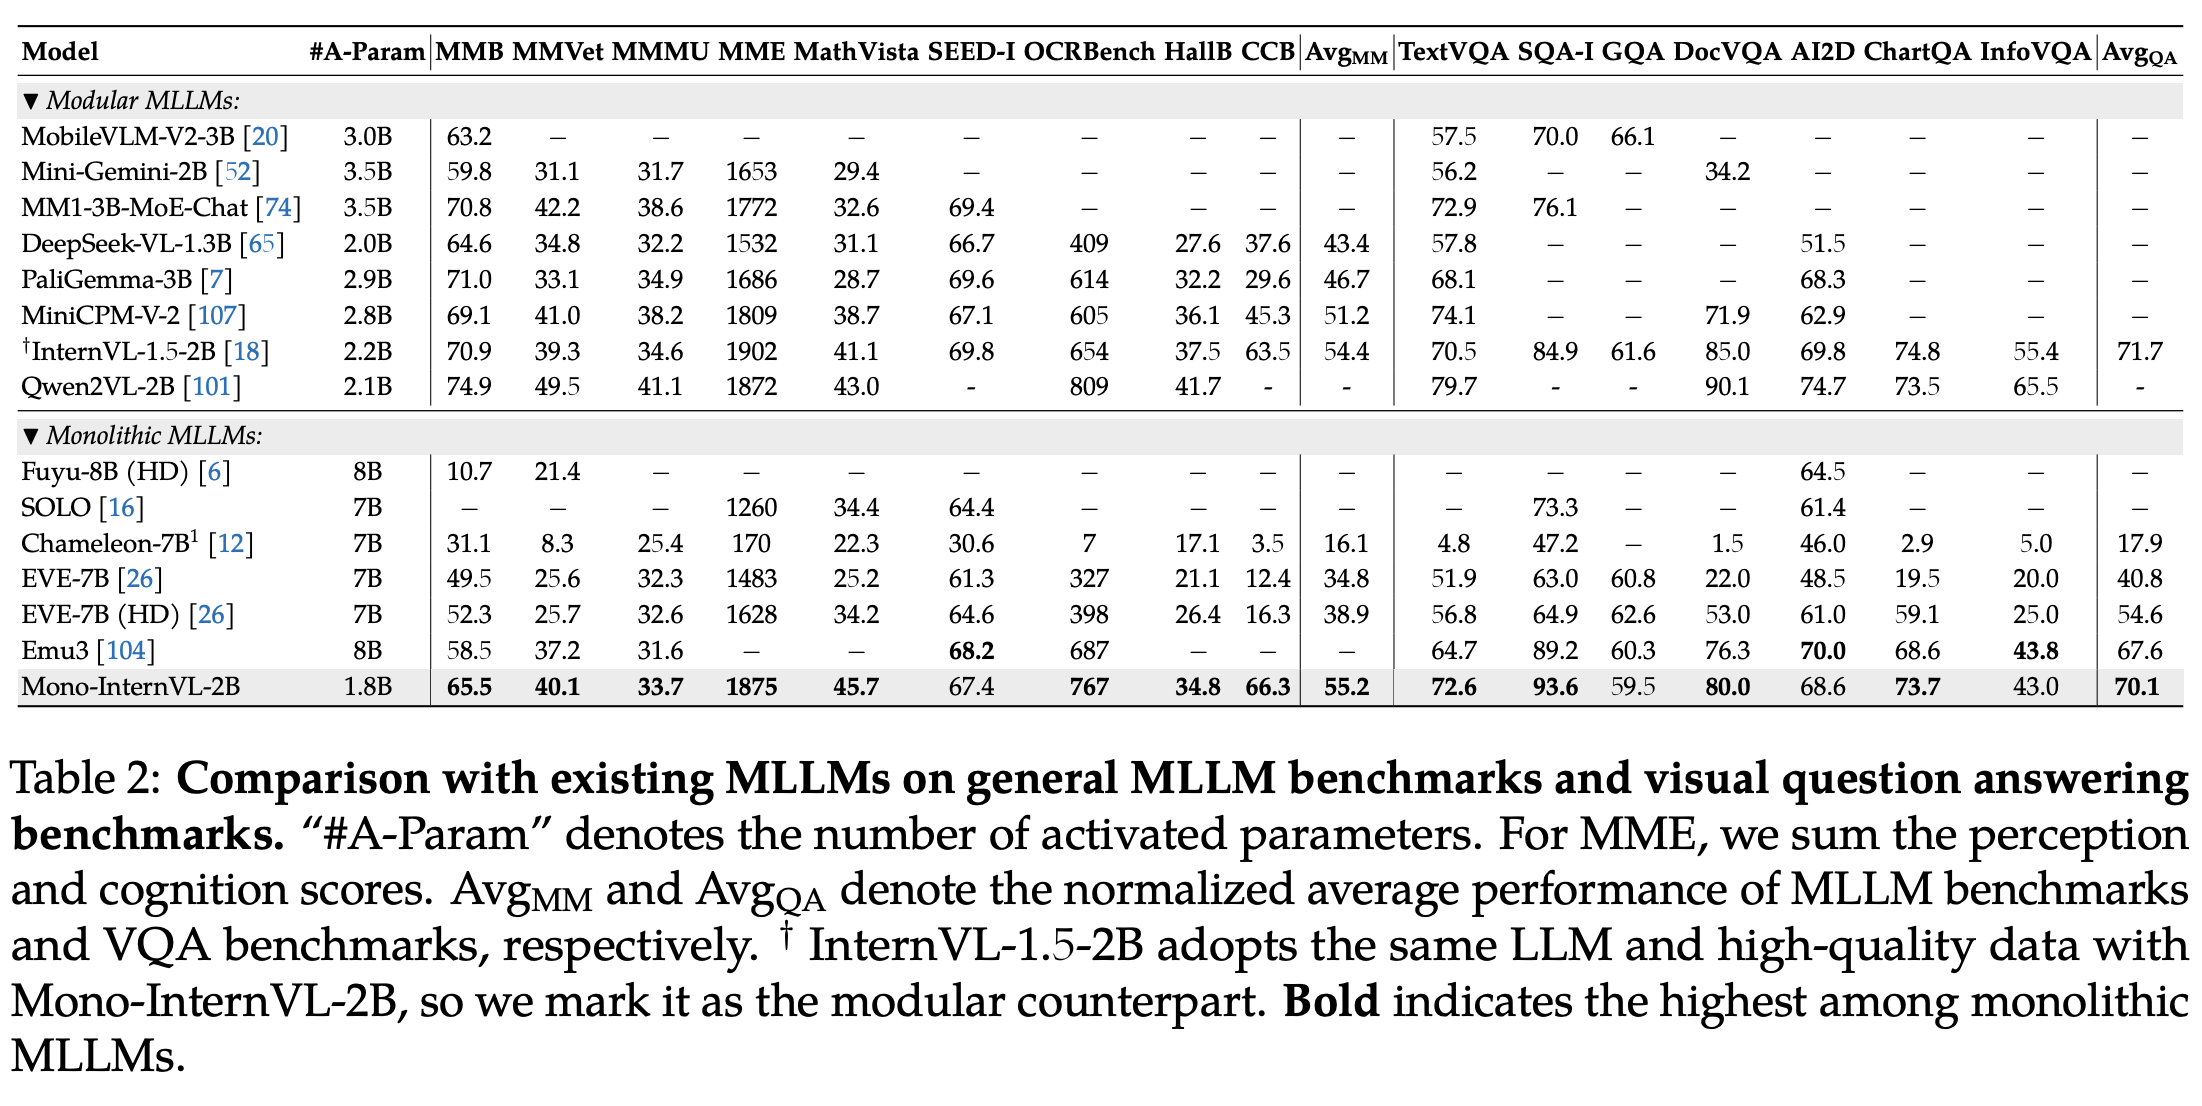 Model #A-Param MMB MMVet MMMU MME MathVista SEED-I OCRBench HallB CCB AvgMM TextVQA SQA-I GQA DocVQA AI2D ChartQA InfoVQA AvgQA
▼ Modular MLLMs:
MobileVLM-V2-3B [20] 3.0B 63.2 – – – – – – – – – 57.5 70.0 66.1 – – – – –
Mini-Gemini-2B [52] 3.5B 59.8 31.1 31.7 1653 29.4 – – – – – 56.2 – – 34.2 – – – –
MM1-3B-MoE-Chat [74] 3.5B 70.8 42.2 38.6 1772 32.6 69.4 – – – – 72.9 76.1 – – – – – –
DeepSeek-VL-1.3B [65] 2.0B 64.6 34.8 32.2 1532 31.1 66.7 409 27.6 37.6 43.4 57.8 – – – 51.5 – – –
PaliGemma-3B [7] 2.9B 71.0 33.1 34.9 1686 28.7 69.6 614 32.2 29.6 46.7 68.1 – – – 68.3 – – –
MiniCPM-V-2 [107] 2.8B 69.1 41.0 38.2 1809 38.7 67.1 605 36.1 45.3 51.2 74.1 – – 71.9 62.9 – – –
†InternVL-1.5-2B [18] 2.2B 70.9 39.3 34.6 1902 41.1 69.8 654 37.5 63.5 54.4 70.5 84.9 61.6 85.0 69.8 74.8 55.4 71.7
Qwen2VL-2B [101] 2.1B 74.9 49.5 41.1 1872 43.0 - 809 41.7 - - 79.7 - - 90.1 74.7 73.5 65.5 -
▼ Monolithic MLLMs:
Fuyu-8B (HD) [6] 8B 10.7 21.4 – – – – – – – – – – – – 64.5 – – –
SOLO [16] 7B – – – 1260 34.4 64.4 – – – – – 73.3 – – 61.4 – – –
Chameleon-7B¹ [12] 7B 31.1 8.3 25.4 170 22.3 30.6 7 17.1 3.5 16.1 4.8 47.2 – 1.5 46.0 2.9 5.0 17.9
EVE-7B [26] 7B 49.5 25.6 32.3 1483 25.2 61.3 327 21.1 12.4 34.8 51.9 63.0 60.8 22.0 48.5 19.5 20.0 40.8
EVE-7B (HD) [26] 7B 52.3 25.7 32.6 1628 34.2 64.6 398 26.4 16.3 38.9 56.8 64.9 62.6 53.0 61.0 59.1 25.0 54.6
Emu3 [104] 8B 58.5 37.2 31.6 – – 68.2 687 – – – 64.7 89.2 60.3 76.3 70.0 68.6 43.8 67.6
Mono-InternVL-2B 1.8B 65.5 40.1 33.7 1875 45.7 67.4 767 34.8 66.3 55.2 72.6 93.6 59.5 80.0 68.6 73.7 43.0 70.1
Table 2: Comparison with existing MLLMs on general MLLM benchmarks and visual question answering
benchmarks. “#A-Param” denotes the number of activated parameters. For MME, we sum the perception
and cognition scores. AvgMM and AvgQA denote the normalized average performance of MLLM benchmarks
and VQA benchmarks, respectively. † InternVL-1.5-2B adopts the same LLM and high-quality data with
Mono-InternVL-2B, so we mark it as the modular counterpart. Bold indicates the highest among monolithic
MLLMs.